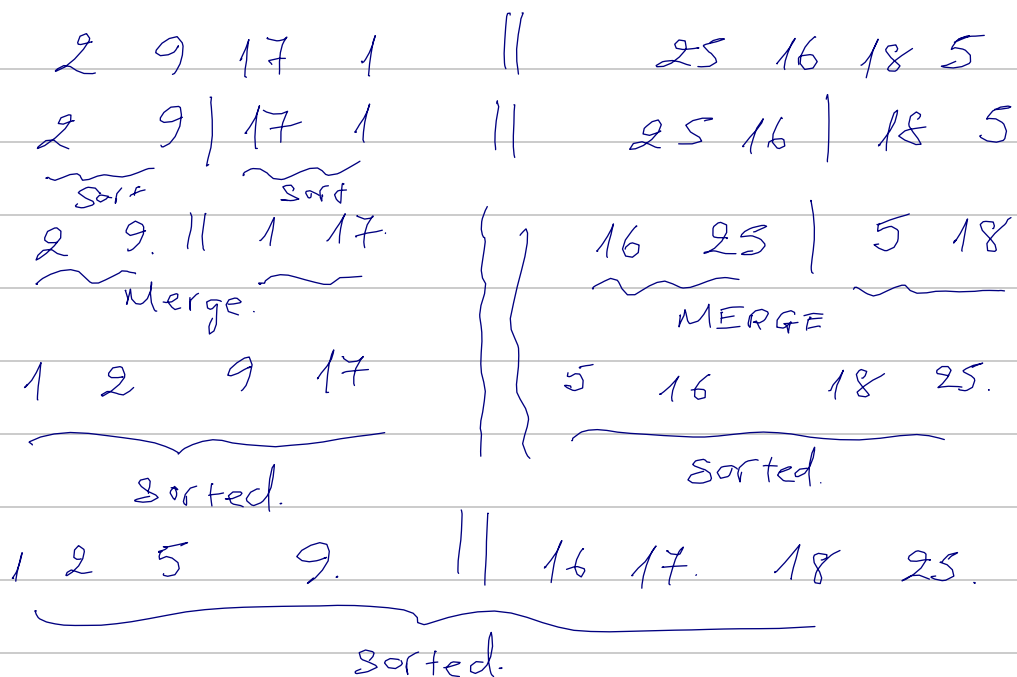 2 9 17 1 || 25 16 18 5
2 9 | 17 1 || 25 16 | 18 5
Sort Sort
2 9. || 1 17. 16 25 | 5 18
Merge. MERGE
1 2 9 17 5 16 18 25.
Sorted. Sorted.
1 2 5 9. || 16 17. 18 25.
Sorted.